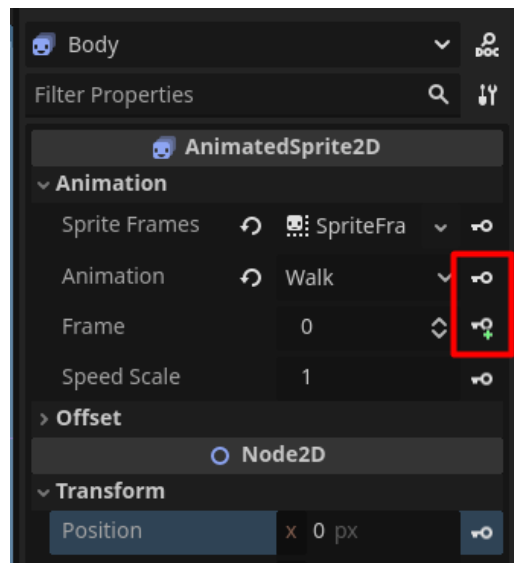 Body
DOC
Filter Properties
AnimatedSprite2D
Animation
Sprite Frames SpriteFra
Animation Walk
Frame 0
Speed Scale 1
Offset
Node2D
Transform
Position x 0 px